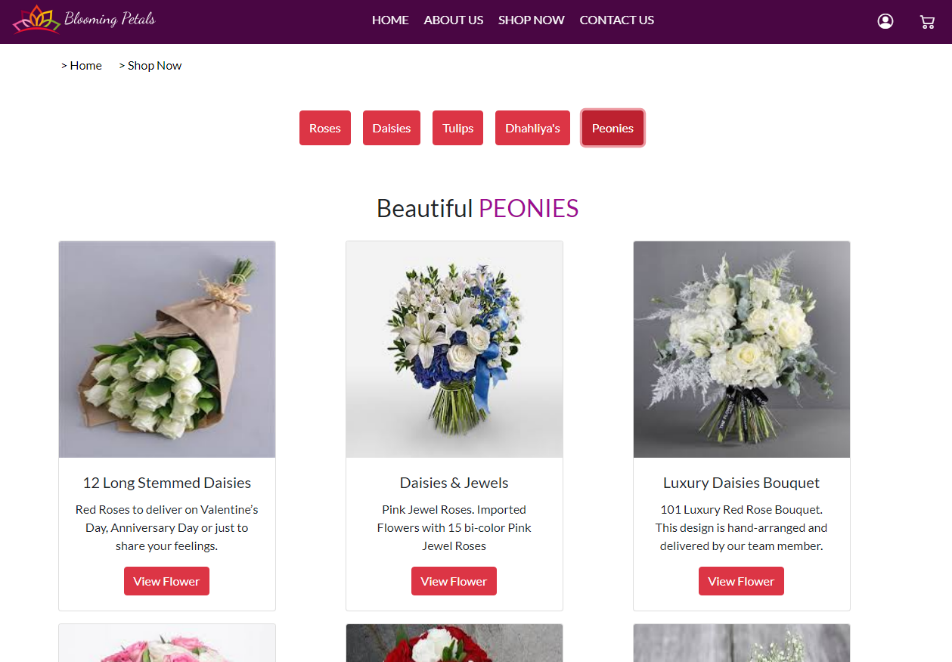 Blooming Petals
HOME ABOUT US SHOP NOW CONTACT US
> Home > Shop Now
Roses Daisies Tulips Dhahliya's Peonies
Beautiful PEONIES
12 Long Stemmed Daisies
Red Roses to deliver on Valentine's
Day, Anniversary Day or just to
share your feelings.
View Flower
Daisies & Jewels
Pink Jewel Roses. Imported
Flowers with 15 bi-color Pink
Jewel Roses
View Flower
Luxury Daisies Bouquet
101 Luxury Red Rose Bouquet.
This design is hand-arranged and
delivered by our team member.
View Flower